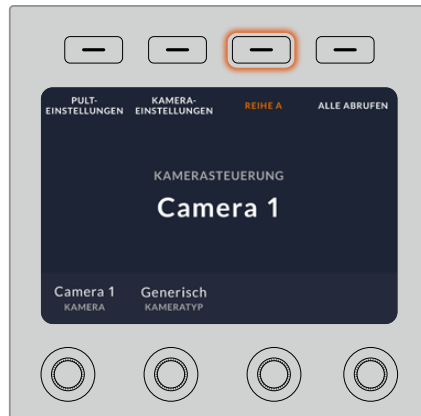 PULT-
EINSTELLUNGEN
KAMERA-
EINSTELLUNGEN
REIHE A
ALLE ABRUFEN
KAMERASTEUERUNG
Camera 1
Camera 1
KAMERA
Generisch
KAMERATYP